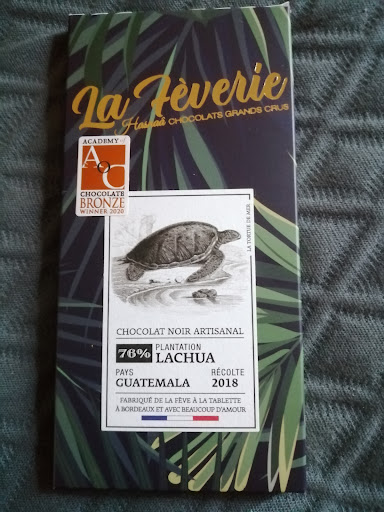 La Fèverie
Hasnaâ CHOCOLATS GRANDS CRUS
ACADEMY OF
AOC
CHOCOLATE
BRONZE
WINNER 2020
LA TORTUE DE MER
CHOCOLAT NOIR ARTISANAL
76% PLANTATION
LACHUA
PAYS RÉCOLTE
GUATEMALA 2018
FABRIQUÉ DE LA FÈVE À LA TABLETTE
À BORDEAUX ET AVEC BEAUCOUP D'AMOUR